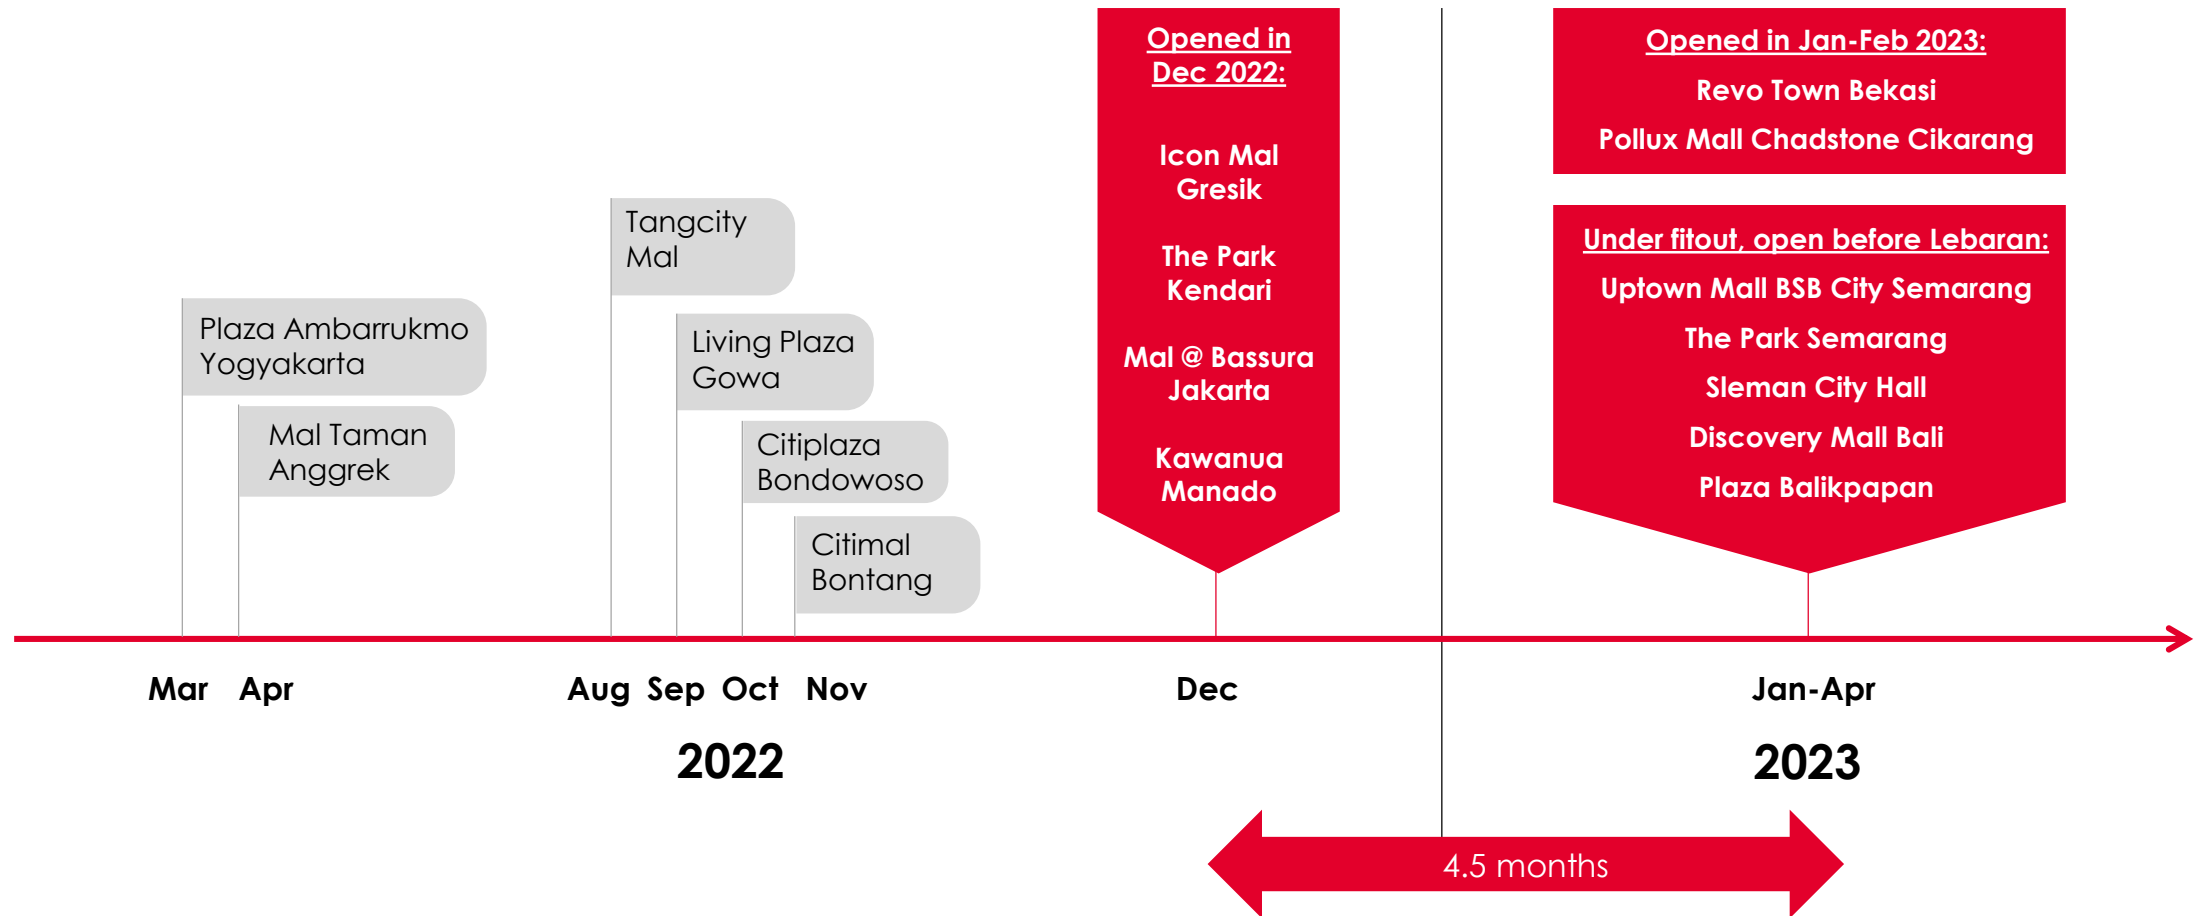 Opened in
Dec 2022:
Icon Mal
Gresik
The Park
Kendari
Mal @ Bassura
Jakarta
Kawanua
Manado
Opened in Jan-Feb 2023:
Revo Town Bekasi
Pollux Mall Chadstone Cikarang
Under fitout, open before Lebaran:
Uptown Mall BSB City Semarang
The Park Semarang
Sleman City Hall
Discovery Mall Bali
Plaza Balikpapan
Tangcity
Mal
Plaza Ambarrukmo
Yogyakarta
Living Plaza
Gowa
Mal Taman
Anggrek
Citiplaza
Bondowoso
Citimal
Bontang
Mar Apr Aug Sep Oct Nov Dec Jan-Apr
2022 2023
4.5 months